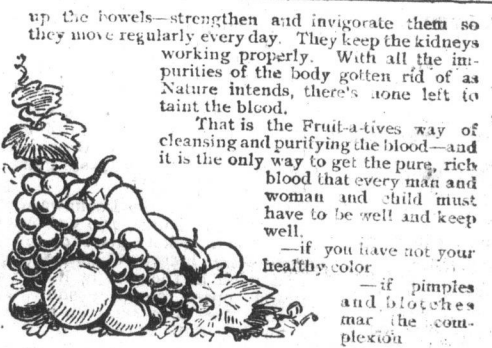 up the bowels—strengthen and invigorate them so
they move regularly every day. They keep the kidneys
working properly. With all the im-
purities of the body gotten rid of as
Nature intends, there's none left to
taint the blood.
That is the Fruit-a-tives way of
cleansing and purifying the blood—and
it is the only way to get the pure, rich
blood that every man and
woman and child must
have to be well and keep
well.
—if you have not your
healthy color
—if pimples
and blotches
mar the com-
plexion